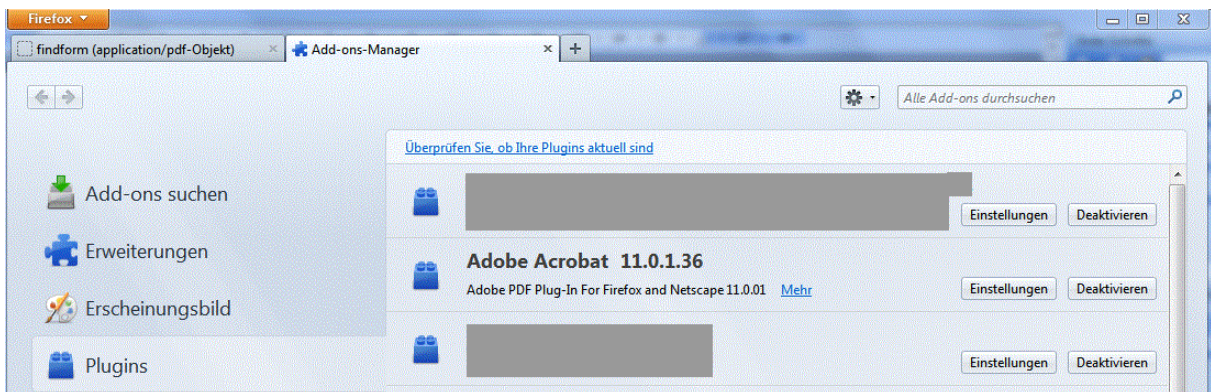 Firefox
findform (application/pdf-Objekt)
Add-ons-Manager
Alle Add-ons durchsuchen
Überprüfen Sie, ob Ihre Plugins aktuell sind
Add-ons suchen
Einstellungen Deaktivieren
Erweiterungen
Adobe Acrobat 11.0.1.36
Adobe PDF Plug-In For Firefox and Netscape 11.0.01 Mehr
Einstellungen Deaktivieren
Erscheinungsbild
Plugins
Einstellungen Deaktivieren